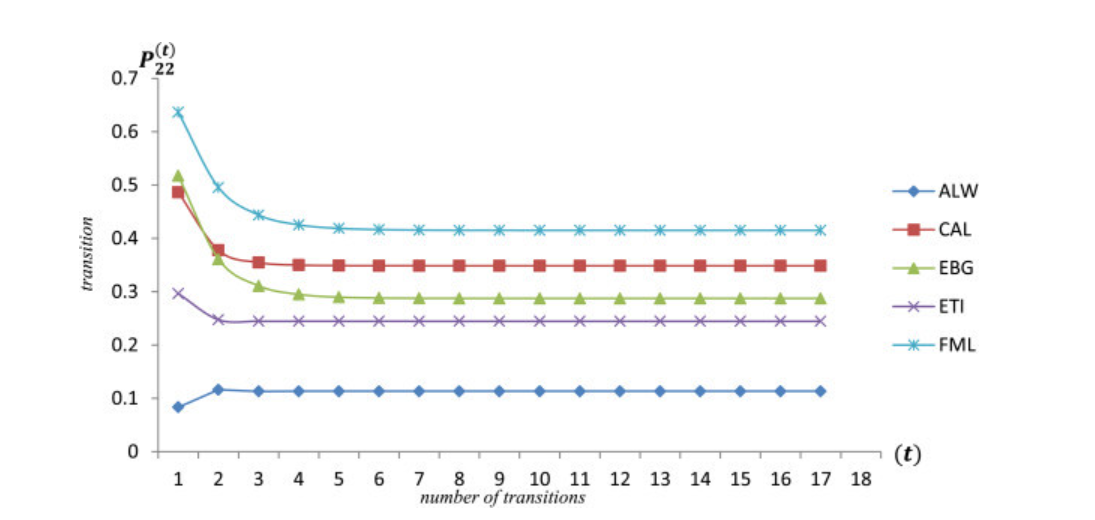 P_{22}^{(t)}
0.7
0.6
0.5
0.4
0.3
0.2
0.1
0
transition
1 2 3 4 5 6 7 8 9 10 11 12 13 14 15 16 17 18
(t)
number of transitions
ALW
CAL
EBG
ETI
FML